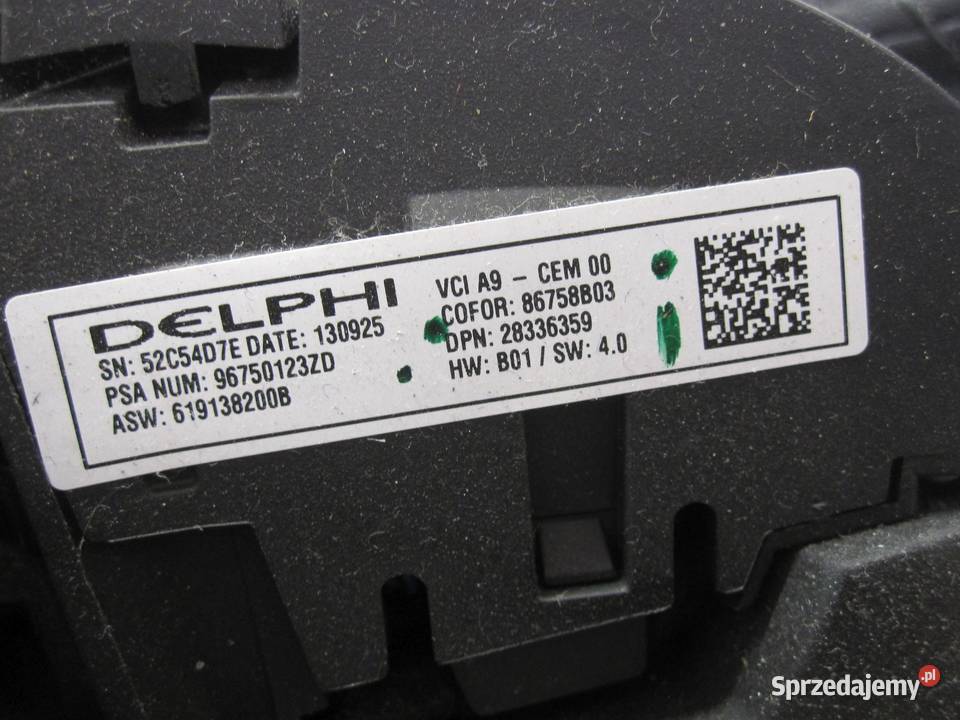 DELPHI
SN: 52C54D7E DATE: 130925
PSA NUM: 96750123ZD
ASW: 619138200B
VCI A9 - CEM 00
COFOR: 86758B03
DPN: 28336359
HW: B01 / SW: 4.0
Sprzedajemy.pl